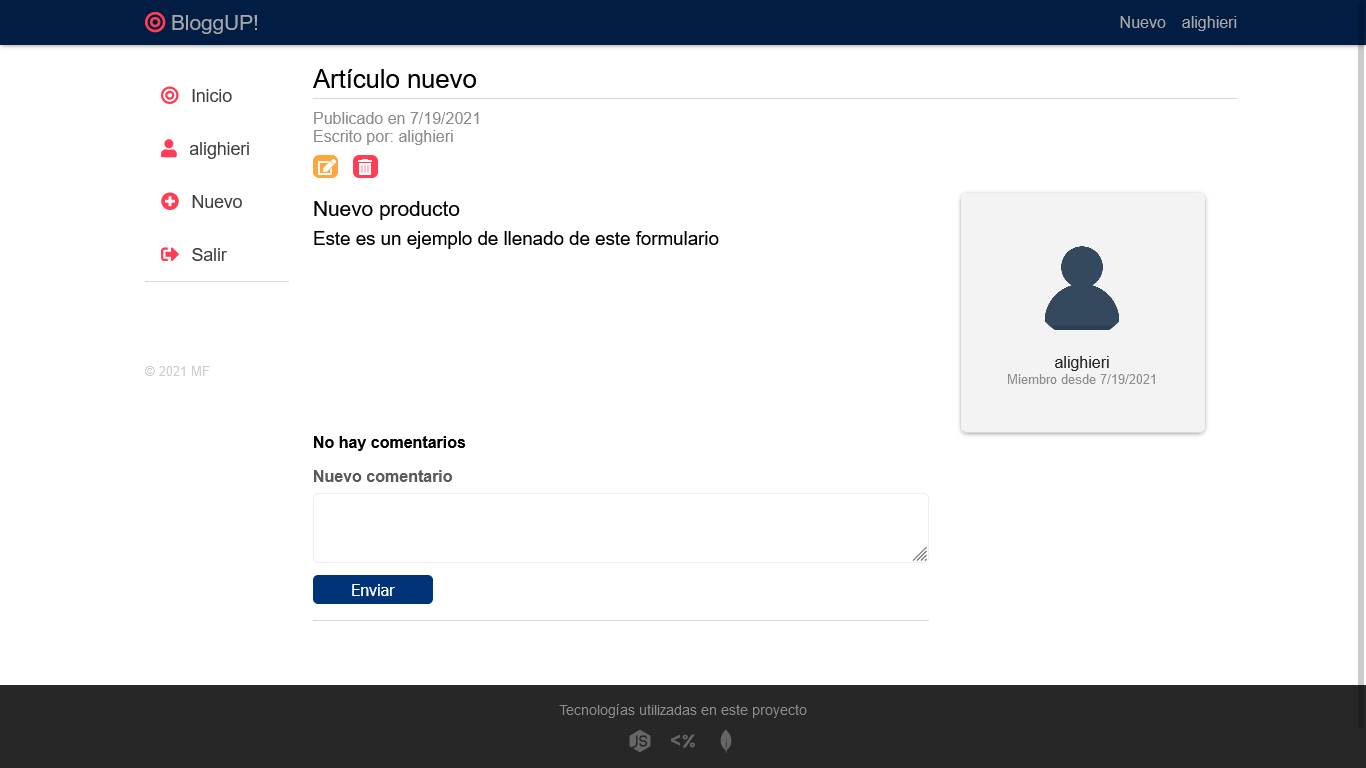 BloggUP!
Nuevo alighieri
Inicio
alighieri
Nuevo
Salir
© 2021 MF
Artículo nuevo
Publicado en 7/19/2021
Escrito por: alighieri
Nuevo producto
Este es un ejemplo de llenado de este formulario
alighieri
Miembro desde 7/19/2021
No hay comentarios
Nuevo comentario
Enviar
Tecnologías utilizadas en este proyecto
JS <%